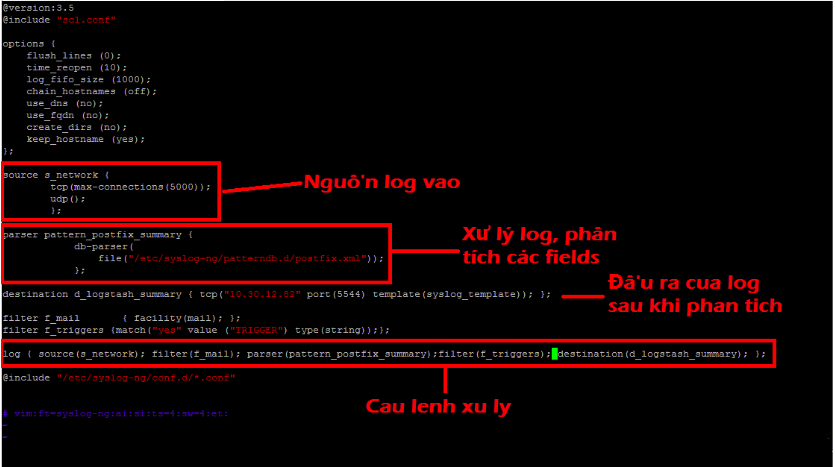 @version:3.5
@include "scl.conf"
options {
flush_lines (0);
time_reopen (10);
log_fifo_size (1000);
chain_hostnames (off);
use_dns (no);
use_fqdn (no);
create_dirs (no);
keep_hostname (yes);
};
source s_network {
tcp(max-connections(5000));
udp();
};
Nguồ'n log vao
parser pattern_postfix_summary {
db-parser(
file("/etc/syslog-ng/patterndb.d/postfix.xml"));
};
Xư lý log, phân
tích các fields
destination d_logstash_summary { tcp("10.30.12.52" port(5544) template(syslog_template)); };
Đâ'u ra cua log
sau khi phan tich
filter f_mail { facility(mail); };
filter f_triggers {match("yes" value ("TRIGGER") type(string));};
log { source(s_network); filter(f_mail); parser(pattern_postfix_summary);filter(f_triggers); destination(d_logstash_summary); };
@include "/etc/syslog-ng/conf.d/*.conf"
Cau lenh xu ly
# vim:ft=syslog-ng:ai:si:ts=4:sw=4:et:
~
~